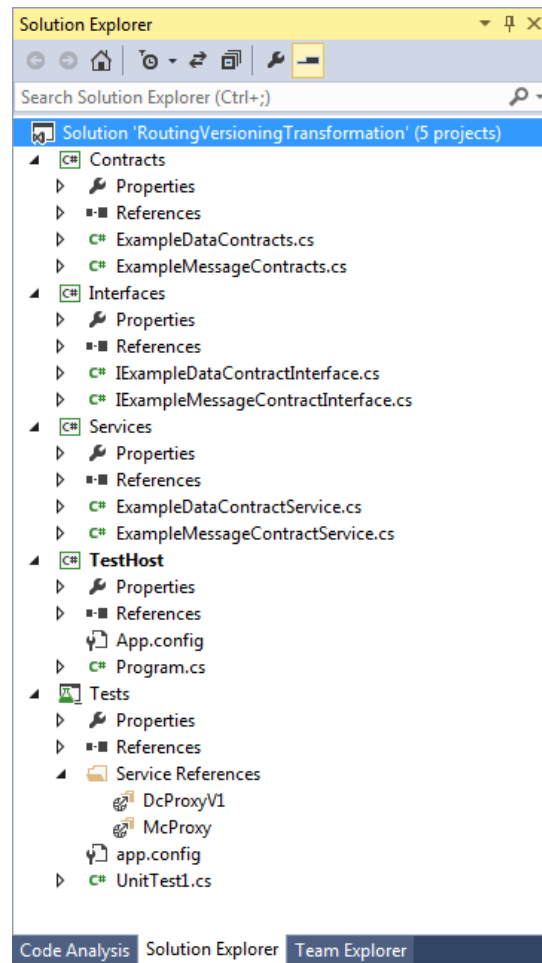 Solution Explorer
Search Solution Explorer (Ctrl+;)
Solution 'RoutingVersioningTransformation' (5 projects)
C# Contracts
Properties
References
C# ExampleDataContracts.cs
C# ExampleMessageContracts.cs
C# Interfaces
Properties
References
C# IExampleDataContractInterface.cs
C# IExampleMessageContractInterface.cs
C# Services
Properties
References
C# ExampleDataContractService.cs
C# ExampleMessageContractService.cs
C# TestHost
Properties
References
App.config
C# Program.cs
Tests
Properties
References
Service References
DcProxyV1
McProxy
app.config
C# UnitTest1.cs
Code Analysis Solution Explorer Team Explorer